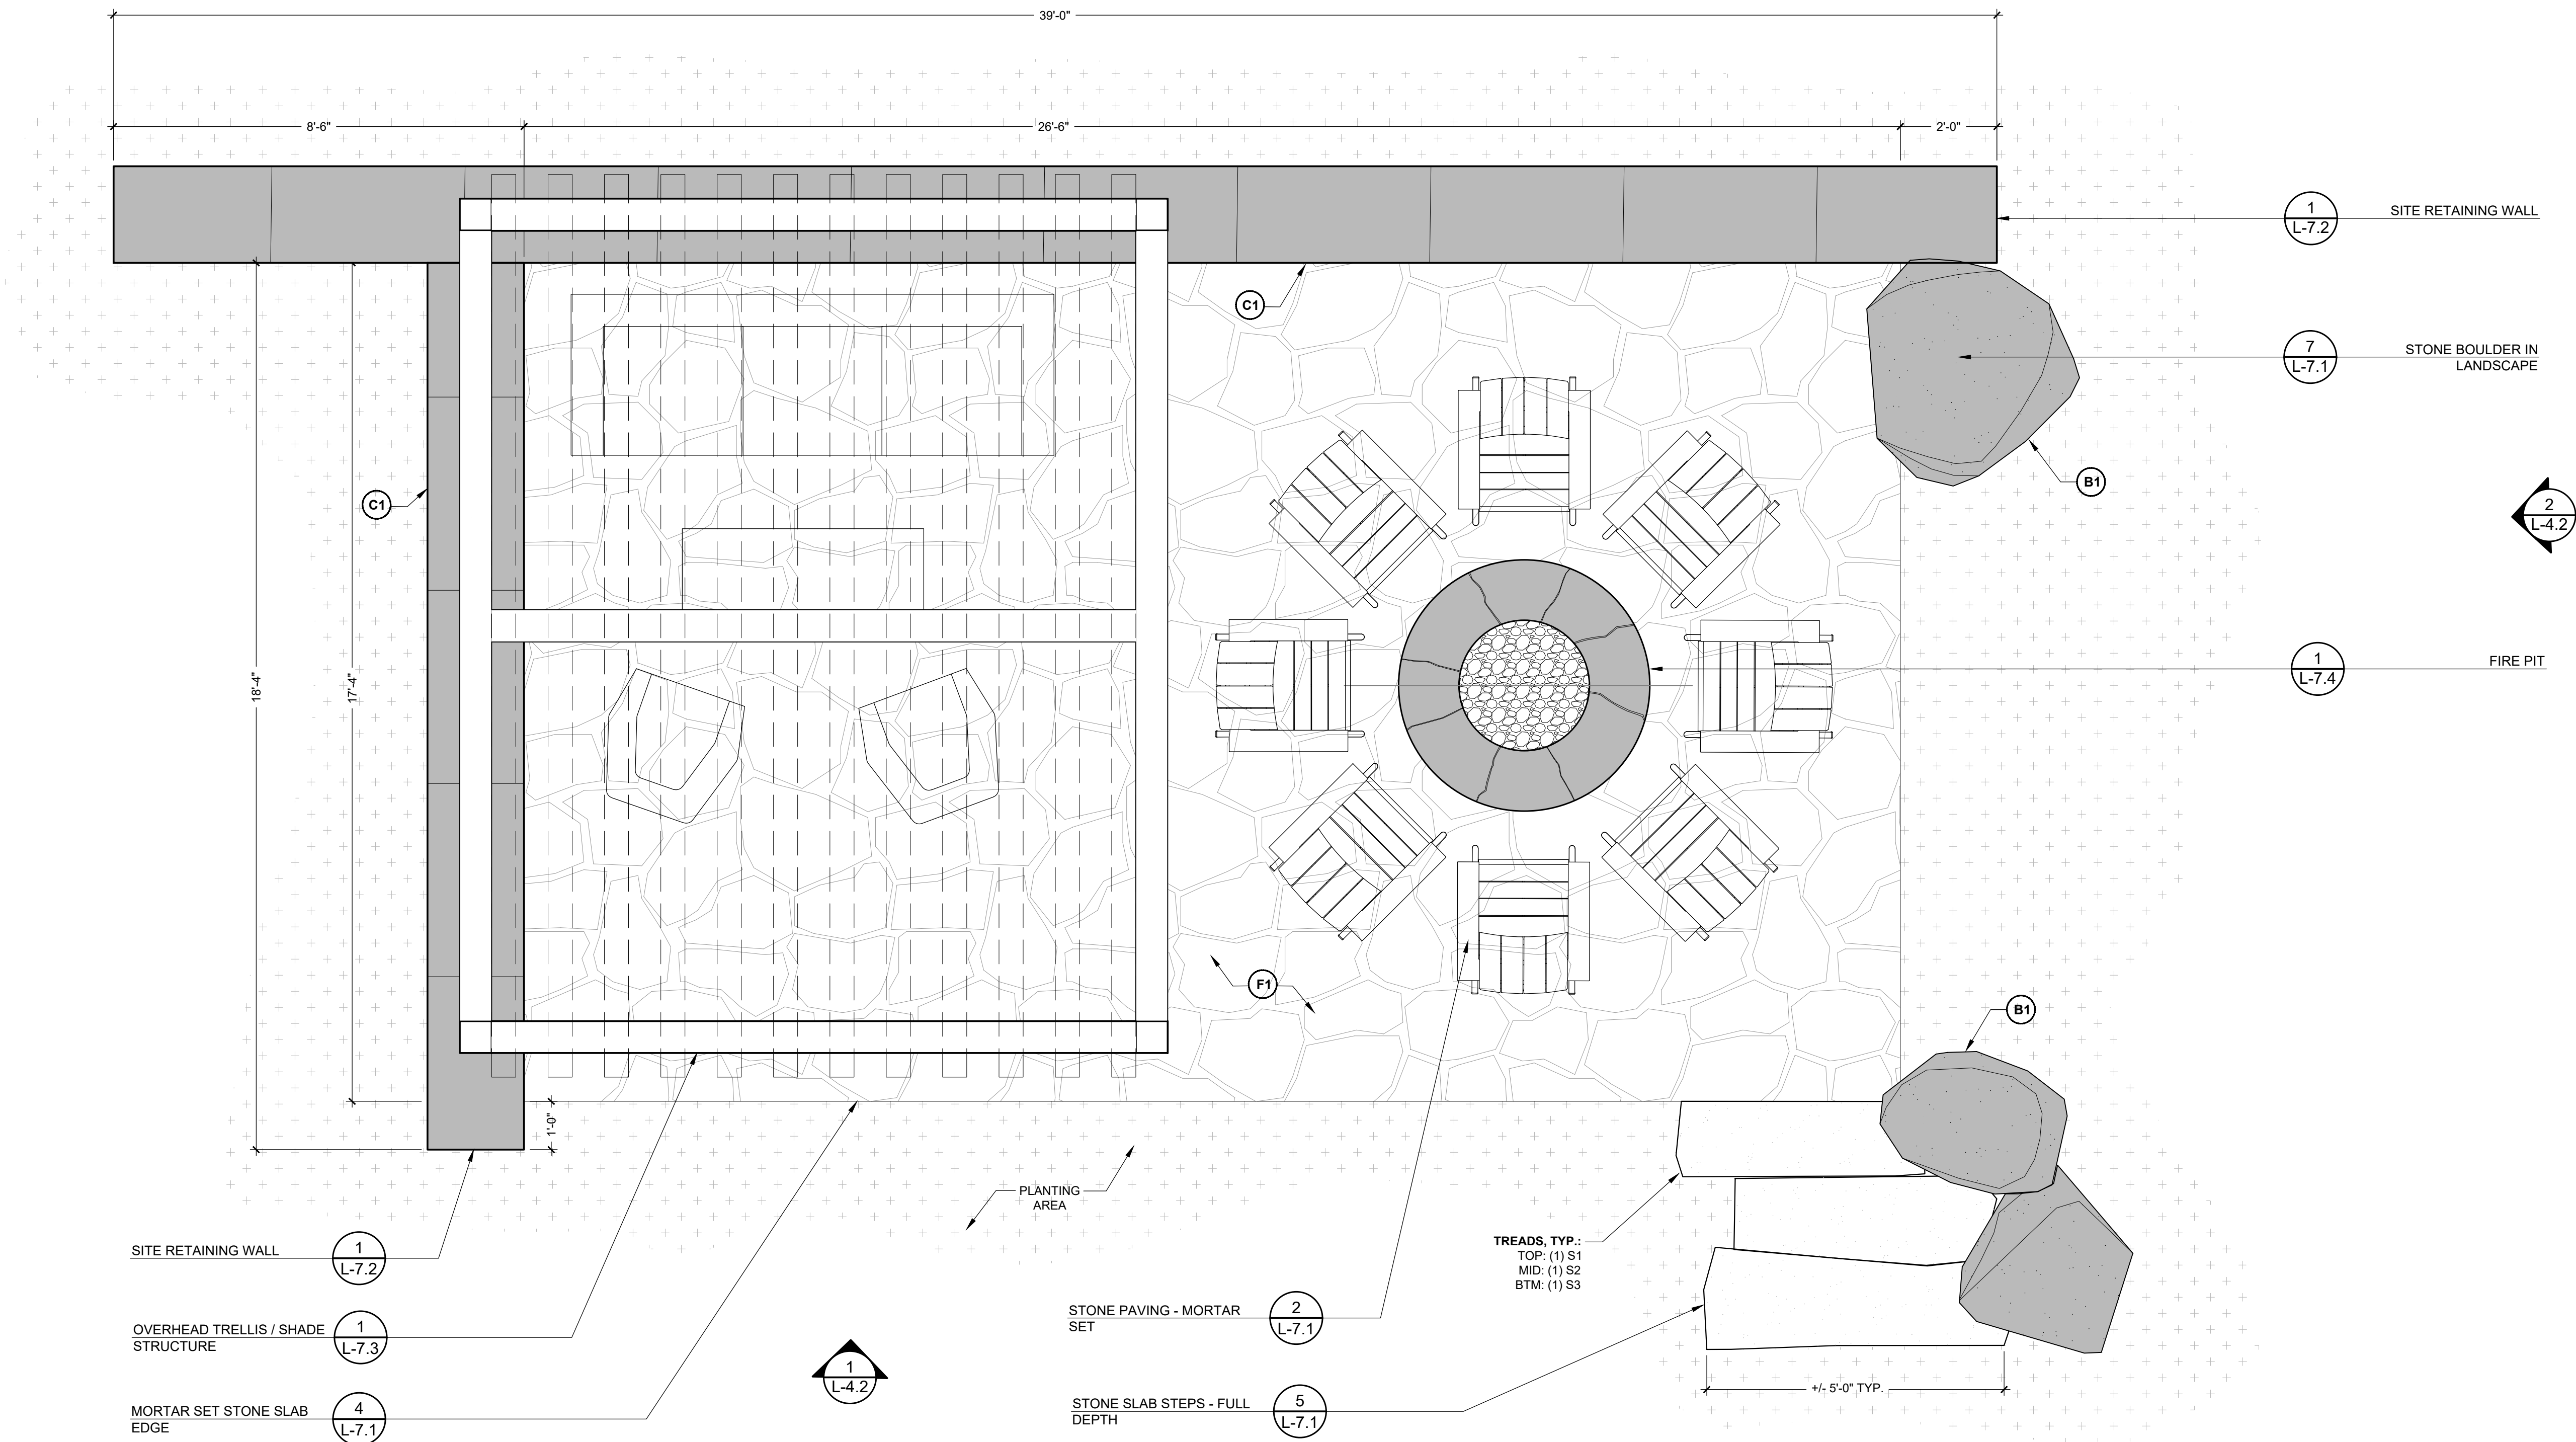 39'-0"
8'-6"
26'-6"
2'-0"
1
L-7.2
SITE RETAINING WALL
C1
7
L-7.1
STONE BOULDER IN
LANDSCAPE
C1
B1
2
L-4.2
18'-4"
17'-4"
1
L-7.4
FIRE PIT
F1
B1
1'-0"
PLANTING
AREA
TREADS, TYP.:
TOP: (1) S1
MID: (1) S2
BTM: (1) S3
SITE RETAINING WALL
1
L-7.2
OVERHEAD TRELLIS / SHADE
STRUCTURE
1
L-7.3
STONE PAVING - MORTAR
SET
2
L-7.1
1
L-4.2
+/- 5'-0" TYP.
MORTAR SET STONE SLAB
EDGE
4
L-7.1
STONE SLAB STEPS - FULL
DEPTH
5
L-7.1